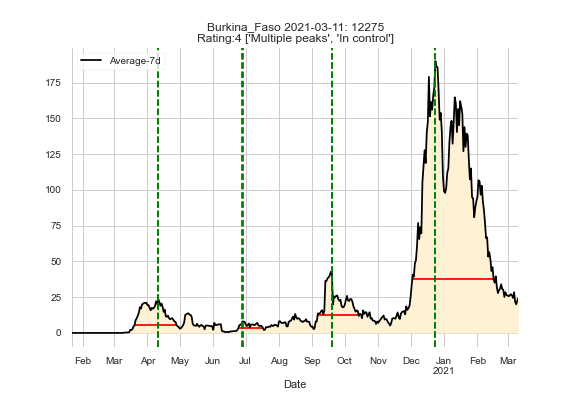 Burkina_Faso 2021-03-11: 12275
Rating:4 ['Multiple peaks', 'In control']
Average-7d
175
150
125
100
75
50
25
0
Feb Mar Apr May Jun Jul Aug Sep Oct Nov Dec Jan Feb Mar
2021
Date